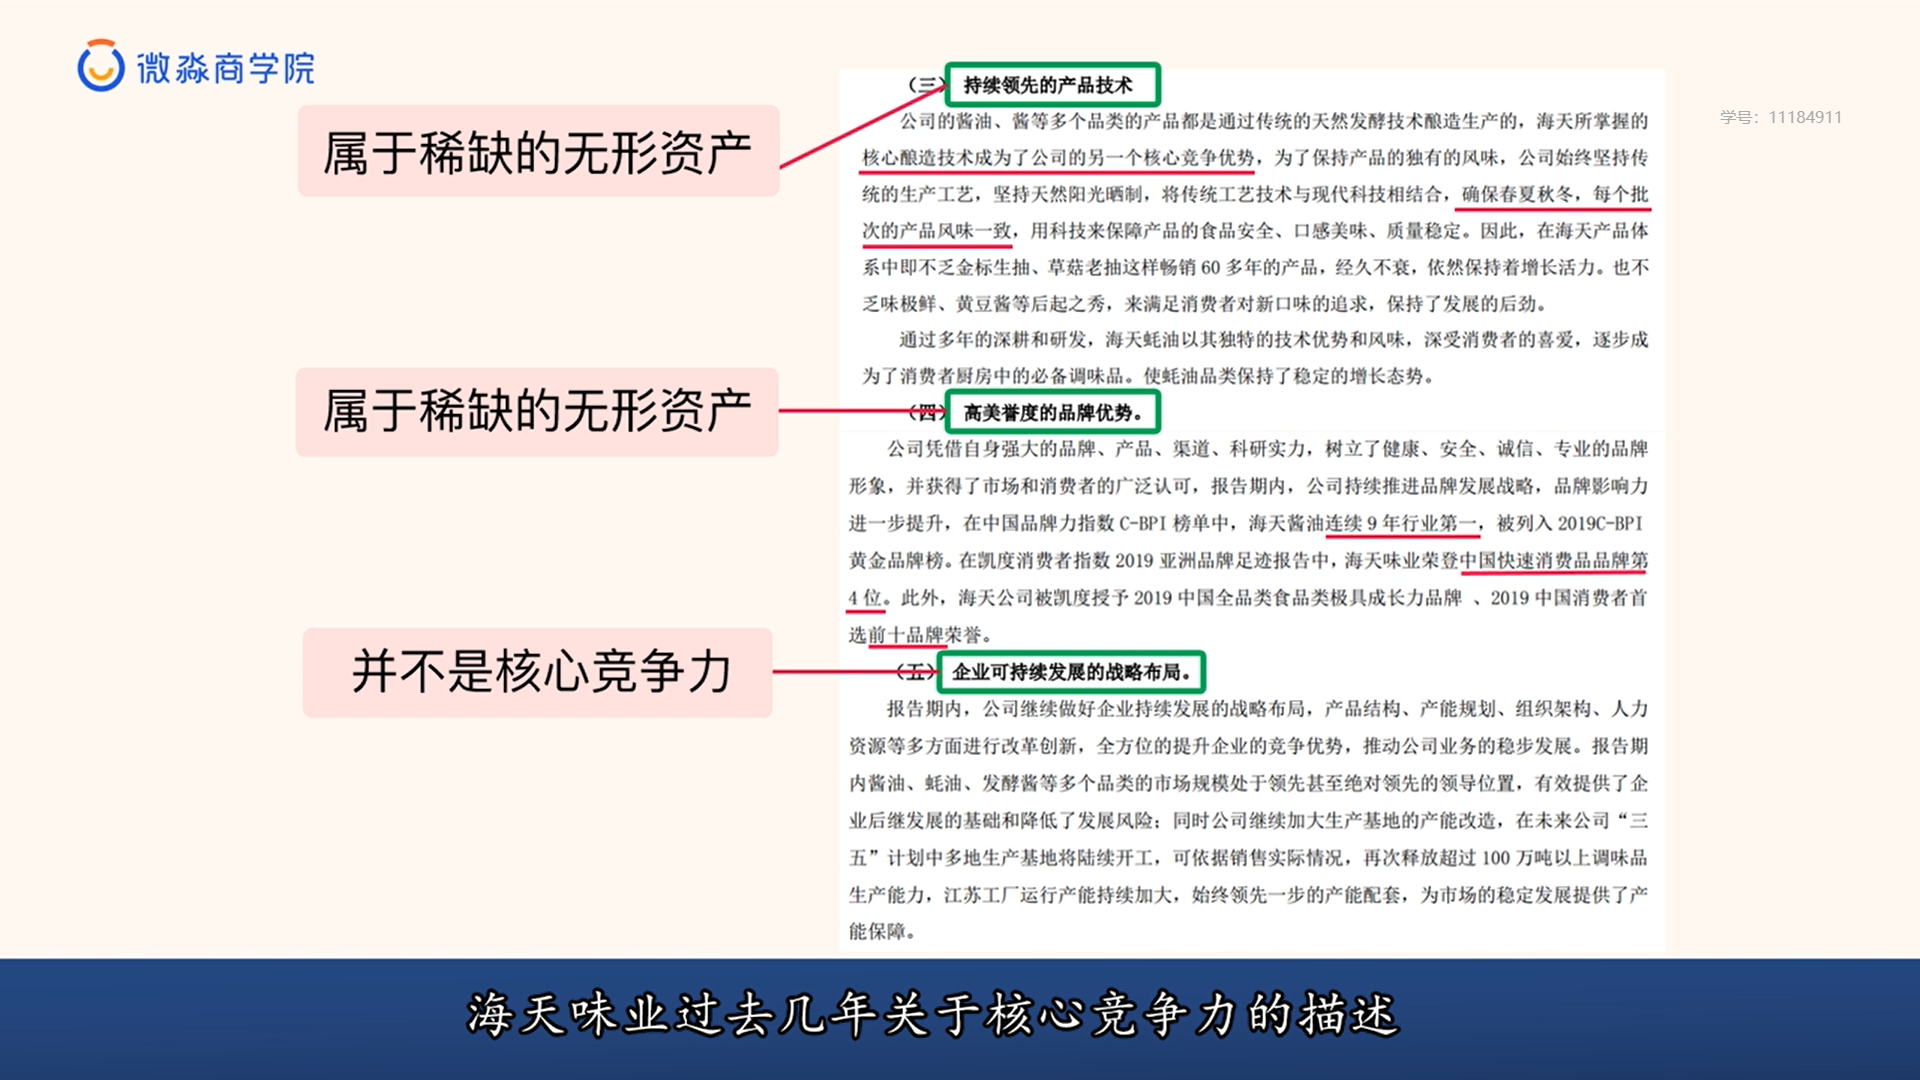 微淼商学院
学号：11184911
属于稀缺的无形资产
（三）持续领先的产品技术
公司的酱油、酱等多个品类的产品都是通过传统的天然发酵技术酿造生产的，海天所掌握的
核心酿造技术成为了公司的另一个核心竞争优势，为了保持产品的独有的风味，公司始终坚持传
统的生产工艺，坚持天然阳光晒制，将传统工艺技术与现代科技相结合，确保春夏秋冬，每个批
次的产品风味一致，用科技来保障产品的食品安全、口感美味、质量稳定。因此，在海天产品体
系中即不乏金标生抽、草菇老抽这样畅销 60 多年的产品，经久不衰，依然保持着增长活力。也不
乏味极鲜、黄豆酱等后起之秀，来满足消费者对新口味的追求，保持了发展的后劲。
通过多年的深耕和研发，海天蚝油以其独特的技术优势和风味，深受消费者的喜爱，逐步成
为了消费者厨房中的必备调味品。使蚝油品类保持了稳定的增长态势。
属于稀缺的无形资产
（四）高美誉度的品牌优势。
公司凭借自身强大的品牌、产品、渠道、科研实力，树立了健康、安全、诚信、专业的品牌
形象，并获得了市场和消费者的广泛认可，报告期内，公司持续推进品牌发展战略，品牌影响力
进一步提升，在中国品牌力指数 C-BPI 榜单中，海天酱油连续 9 年行业第一，被列入 2019C-BPI
黄金品牌榜。在凯度消费者指数 2019 亚洲品牌足迹报告中，海天味业荣登中国快速消费品品牌第
4 位。此外，海天公司被凯度授予 2019 中国全品类食品类极具成长力品牌 、2019 中国消费者首
选前十品牌荣誉。
并不是核心竞争力
（五）企业可持续发展的战略布局。
报告期内，公司继续做好企业持续发展的战略布局，产品结构、产能规划、组织架构、人力
资源等多方面进行改革创新，全方位的提升企业的竞争优势，推动公司业务的稳步发展。报告期
内酱油、蚝油、发酵酱等多个品类的市场规模处于领先甚至绝对领先的领导位置，有效提供了企
业后继发展的基础和降低了发展风险；同时公司继续加大生产基地的产能改造，在未来公司“三
五”计划中多地生产基地将陆续开工，可依据销售实际情况，再次释放超过 100 万吨以上调味品
生产能力，江苏工厂运行产能持续加大，始终领先一步的产能配套，为市场的稳定发展提供了产
能保障。
海天味业过去几年关于核心竞争力的描述